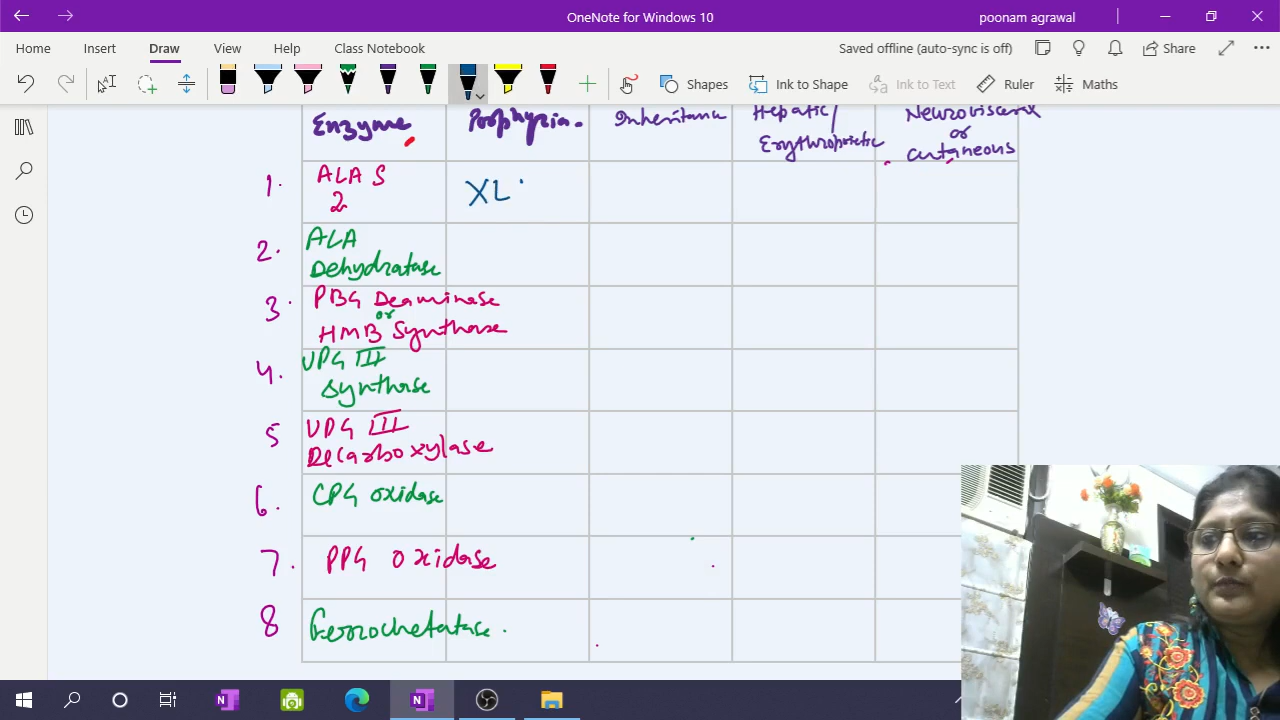 OneNote for Windows 10
poonam agrawal
Home Insert Draw View Help Class Notebook
Saved offline (auto-sync is off)
Share
Shapes
Ink to Shape
Ink to Text
Ruler
Maths
Enzyme
Porphyria.
Inheritance
Hepatic/
Erythropoietic
Neurovisceral
or
cutaneous
1. ALA S
2
XL
2. ALA
Dehydratase
3. PBG Deaminase
or
HMB Synthase
4. UPG III
Synthase
5 UPG III
Decarboxylase
6. CPG oxidase
7. PPG oxidase
8 Ferrochetatase.